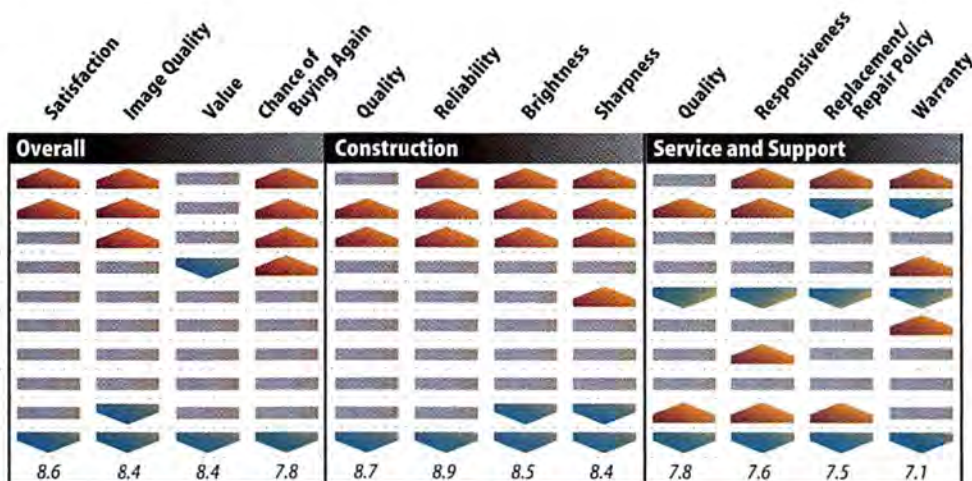 Satisfaction
Image Quality
Value
Chance of
Buying Again
Quality
Reliability
Brightness
Sharpness
Quality
Responsiveness
Replacement/
Repair Policy
Warranty
Overall Construction Service and Support
8.6 8.4 8.4 7.8 8.7 8.9 8.5 8.4 7.8 7.6 7.5 7.1